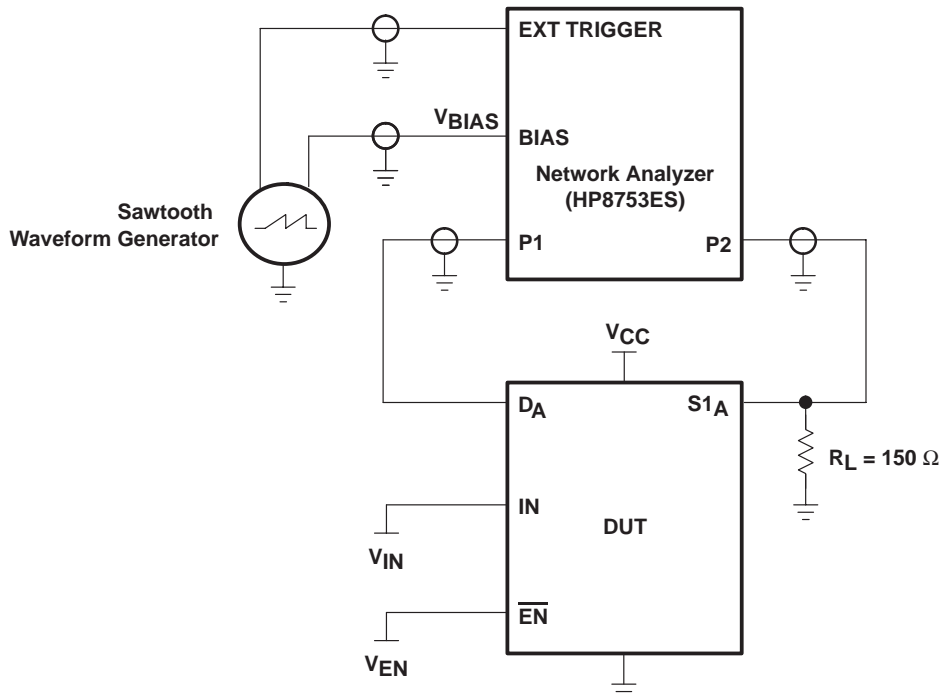 EXT TRIGGER
VBIAS
BIAS
Network Analyzer
(HP8753ES)
Sawtooth
Waveform Generator
P1
P2
VCC
DA
S1A
RL = 150 Ω
IN
DUT
VIN
EN
VEN